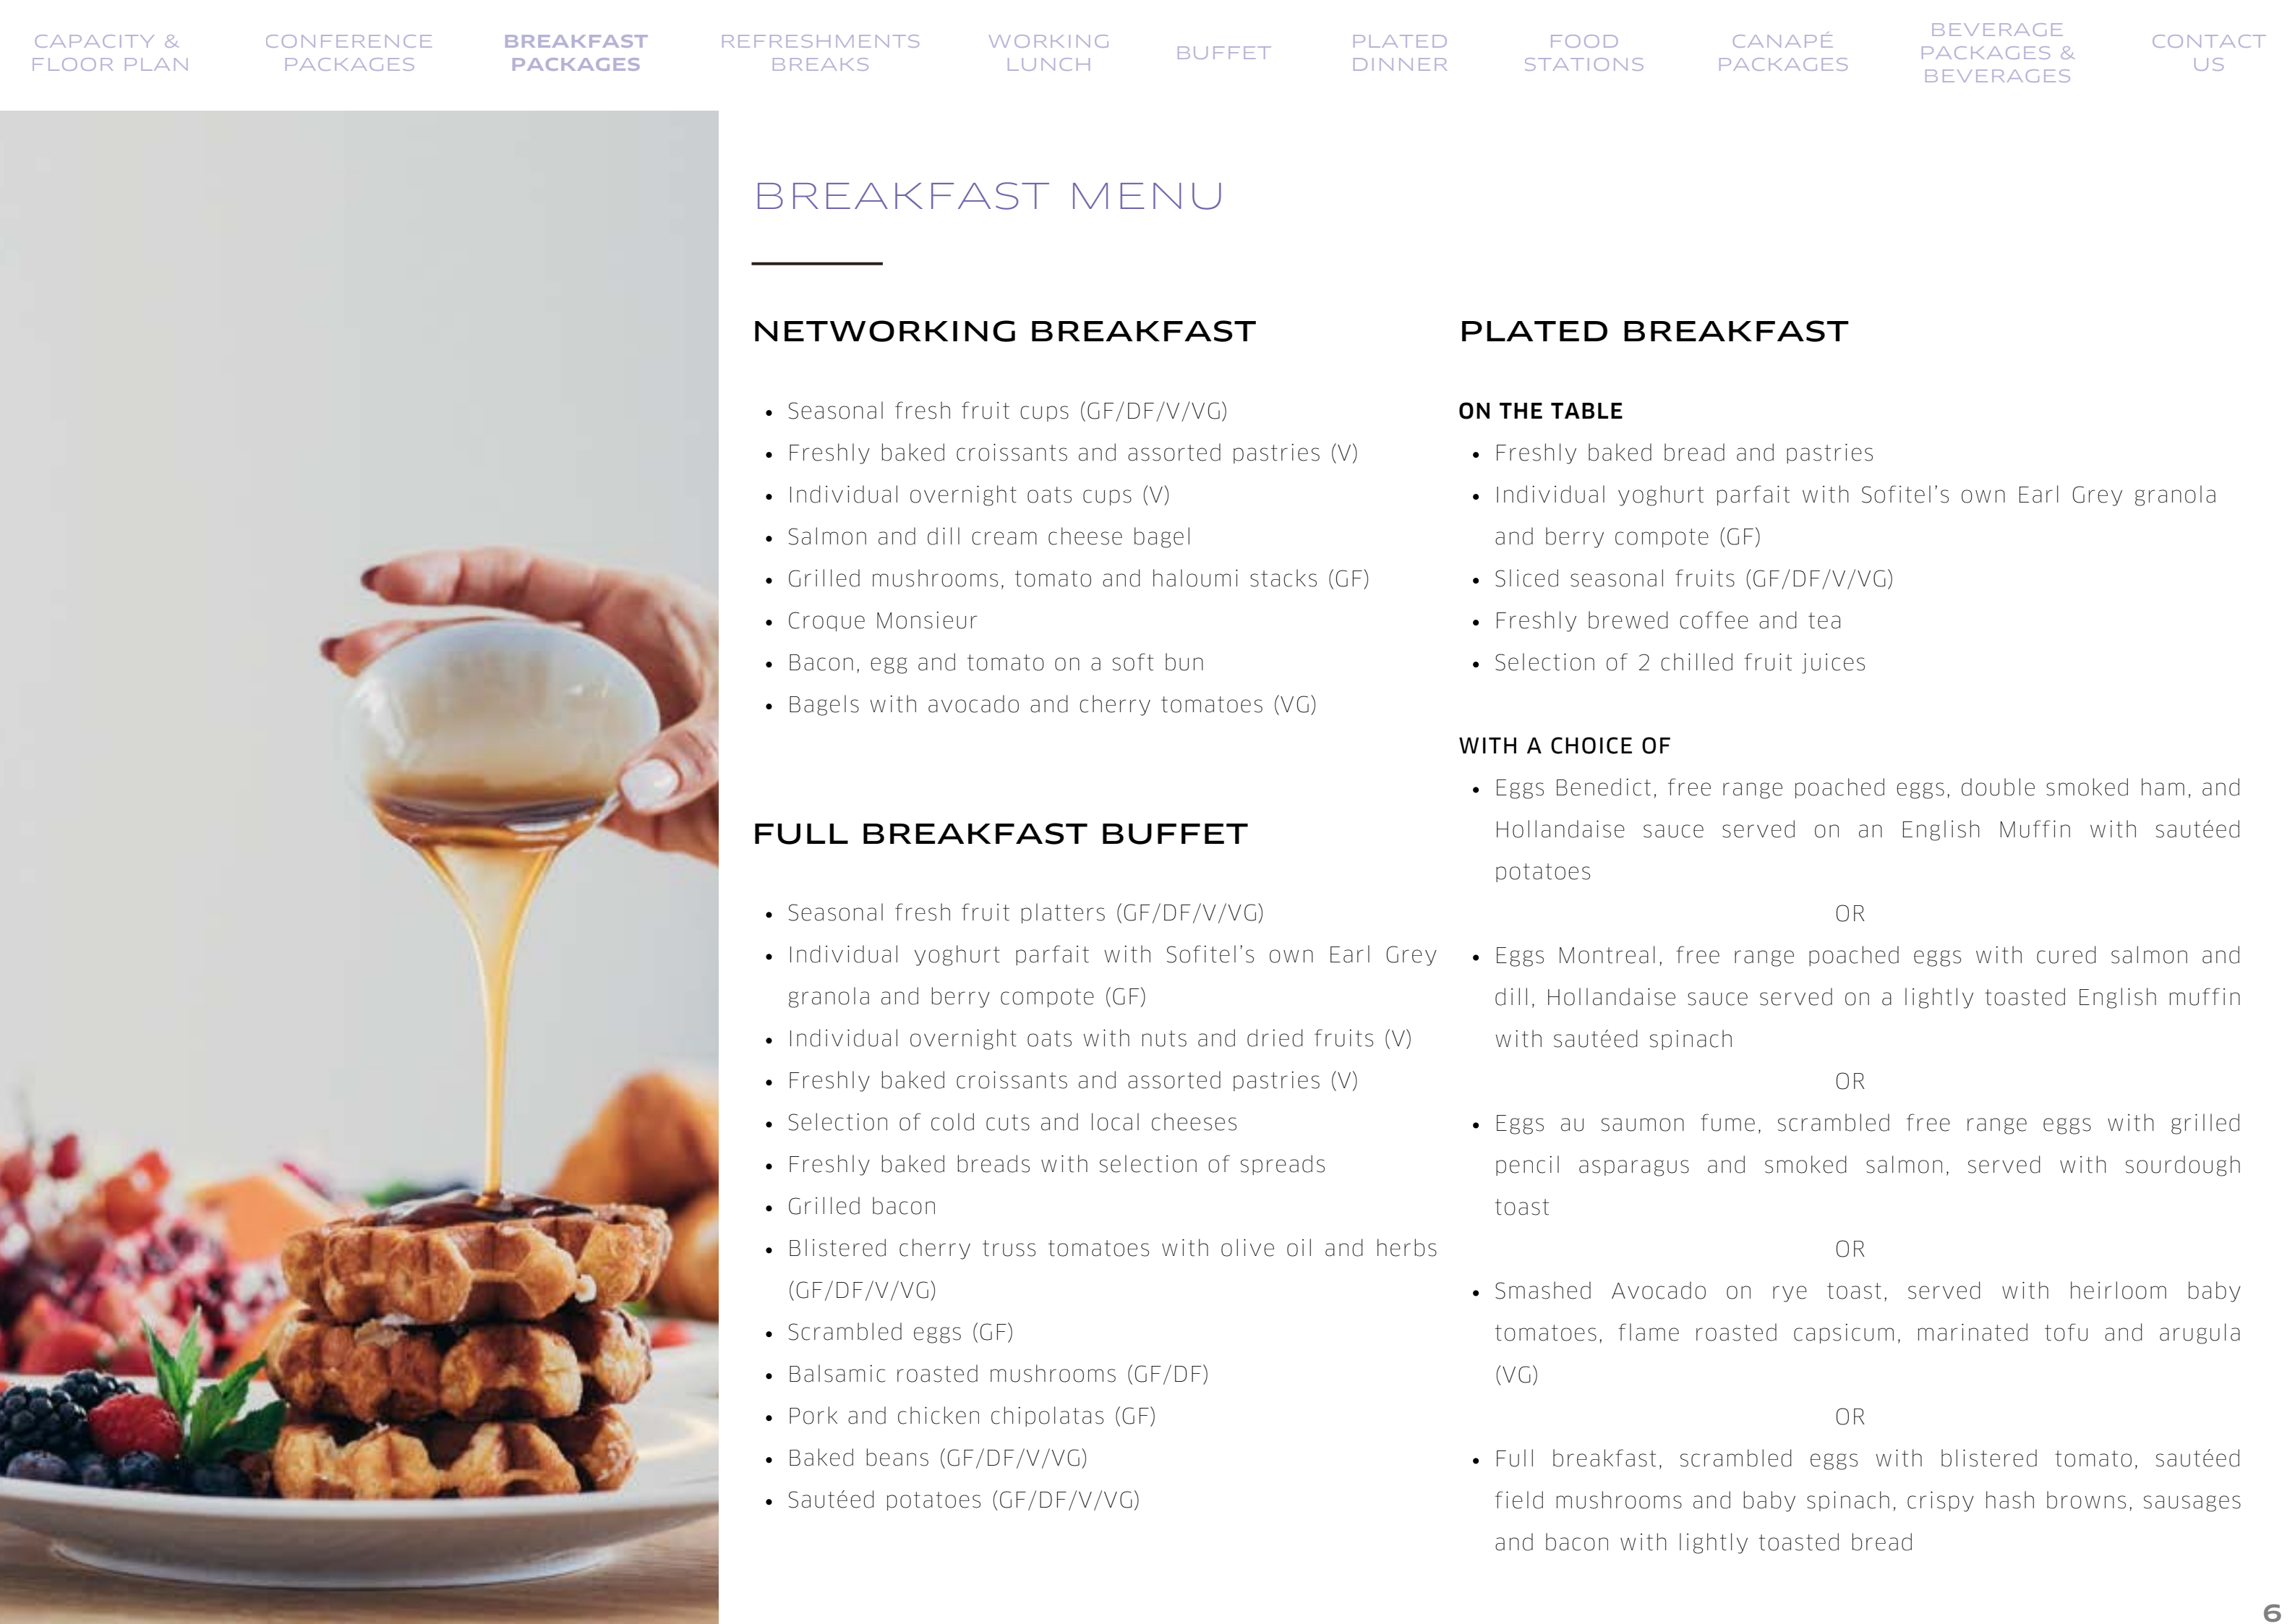 CAPACITY &
FLOOR PLAN
CONFERENCE
PACKAGES
BREAKFAST
PACKAGES
REFRESHMENTS
BREAKS
WORKING
LUNCH
BUFFET
PLATED
DINNER
FOOD
STATIONS
CANAPÉ
PACKAGES
BEVERAGE
PACKAGES &
BEVERAGES
CONTACT
US
BREAKFAST MENU
NETWORKING BREAKFAST
• Seasonal fresh fruit cups (GF/DF/V/VG)
• Freshly baked croissants and assorted pastries (V)
• Individual overnight oats cups (V)
• Salmon and dill cream cheese bagel
• Grilled mushrooms, tomato and haloumi stacks (GF)
• Croque Monsieur
• Bacon, egg and tomato on a soft bun
• Bagels with avocado and cherry tomatoes (VG)
FULL BREAKFAST BUFFET
• Seasonal fresh fruit platters (GF/DF/V/VG)
• Individual yoghurt parfait with Sofitel's own Earl Grey
granola and berry compote (GF)
• Individual overnight oats with nuts and dried fruits (V)
• Freshly baked croissants and assorted pastries (V)
• Selection of cold cuts and local cheeses
• Freshly baked breads with selection of spreads
• Grilled bacon
• Blistered cherry truss tomatoes with olive oil and herbs
(GF/DF/V/VG)
• Scrambled eggs (GF)
• Balsamic roasted mushrooms (GF/DF)
• Pork and chicken chipolatas (GF)
• Baked beans (GF/DF/V/VG)
• Sautéed potatoes (GF/DF/V/VG)
PLATED BREAKFAST
ON THE TABLE
• Freshly baked bread and pastries
• Individual yoghurt parfait with Sofitel's own Earl Grey granola
and berry compote (GF)
• Sliced seasonal fruits (GF/DF/V/VG)
• Freshly brewed coffee and tea
• Selection of 2 chilled fruit juices
WITH A CHOICE OF
• Eggs Benedict, free range poached eggs, double smoked ham, and
Hollandaise sauce served on an English Muffin with sautéed
potatoes
OR
• Eggs Montreal, free range poached eggs with cured salmon and
dill, Hollandaise sauce served on a lightly toasted English muffin
with sautéed spinach
OR
• Eggs au saumon fume, scrambled free range eggs with grilled
pencil asparagus and smoked salmon, served with sourdough
toast
OR
• Smashed Avocado on rye toast, served with heirloom baby
tomatoes, flame roasted capsicum, marinated tofu and arugula
(VG)
OR
• Full breakfast, scrambled eggs with blistered tomato, sautéed
field mushrooms and baby spinach, crispy hash browns, sausages
and bacon with lightly toasted bread
6